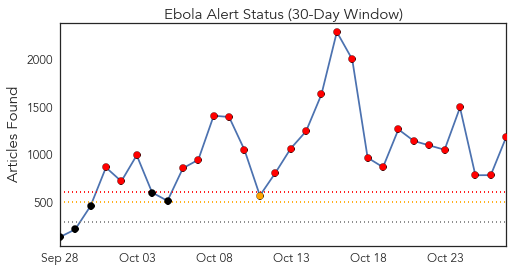 Ebola Alert Status (30-Day Window)
Articles Found
2000
1500
1000
500
Sep 28 Oct 03 Oct 08 Oct 13 Oct 18 Oct 23